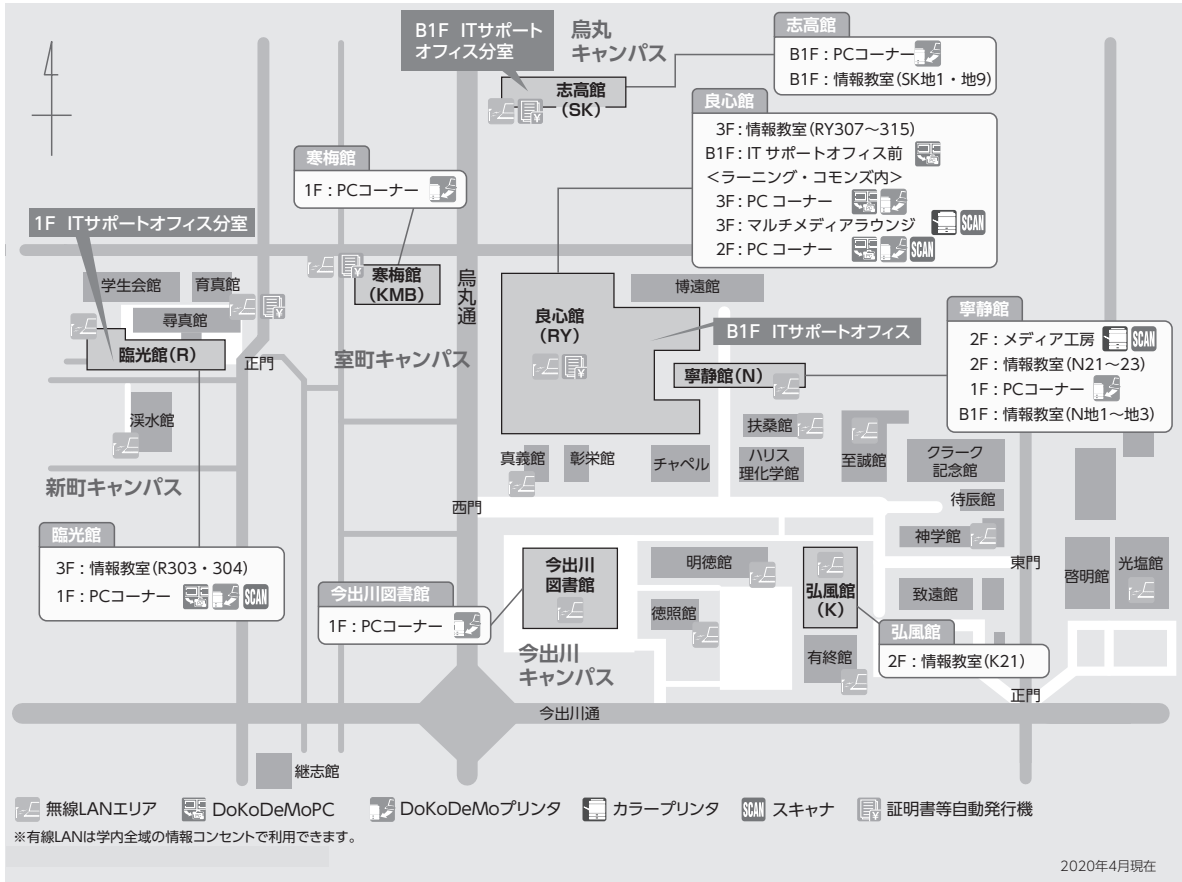 B1F ITサポート
オフィス分室
烏丸
キャンパス
志高館
(SK)
志高館
B1F：PCコーナー
B1F：情報教室(SK地1・地9)
良心館
3F：情報教室(RY307～315)
B1F：IT サポートオフィス前
＜ラーニング・コモンズ内＞
3F：PC コーナー
3F：マルチメディアラウンジ SCAN
2F：PC コーナー SCAN
寒梅館
1F：PCコーナー
1F ITサポートオフィス分室
学生会館
育真館
尋真館
臨光館(R)
正門
渓水館
新町キャンパス
寒梅館
(KMB)
烏丸通
室町キャンパス
良心館
(RY)
博遠館
B1F ITサポートオフィス
寧静館(N)
寧静館
2F：メディア工房 SCAN
2F：情報教室(N21～23)
1F：PCコーナー
B1F：情報教室(N地1～地3)
真義館
彰栄館
チャペル
扶桑館
ハリス
理化学館
至誠館
クラーク
記念館
待辰館
神学館
西門
東門
臨光館
3F：情報教室(R303・304)
1F：PCコーナー SCAN
今出川図書館
1F：PCコーナー
今出川
図書館
今出川
キャンパス
明徳館
徳照館
弘風館
(K)
有終館
致遠館
啓明館
光塩館
弘風館
2F：情報教室(K21)
正門
今出川通
継志館
無線LANエリア DoKoDeMoPC DoKoDeMoプリンタ カラープリンタ SCAN スキャナ 証明書等自動発行機
※有線LANは学内全域の情報コンセントで利用できます。
2020年4月現在